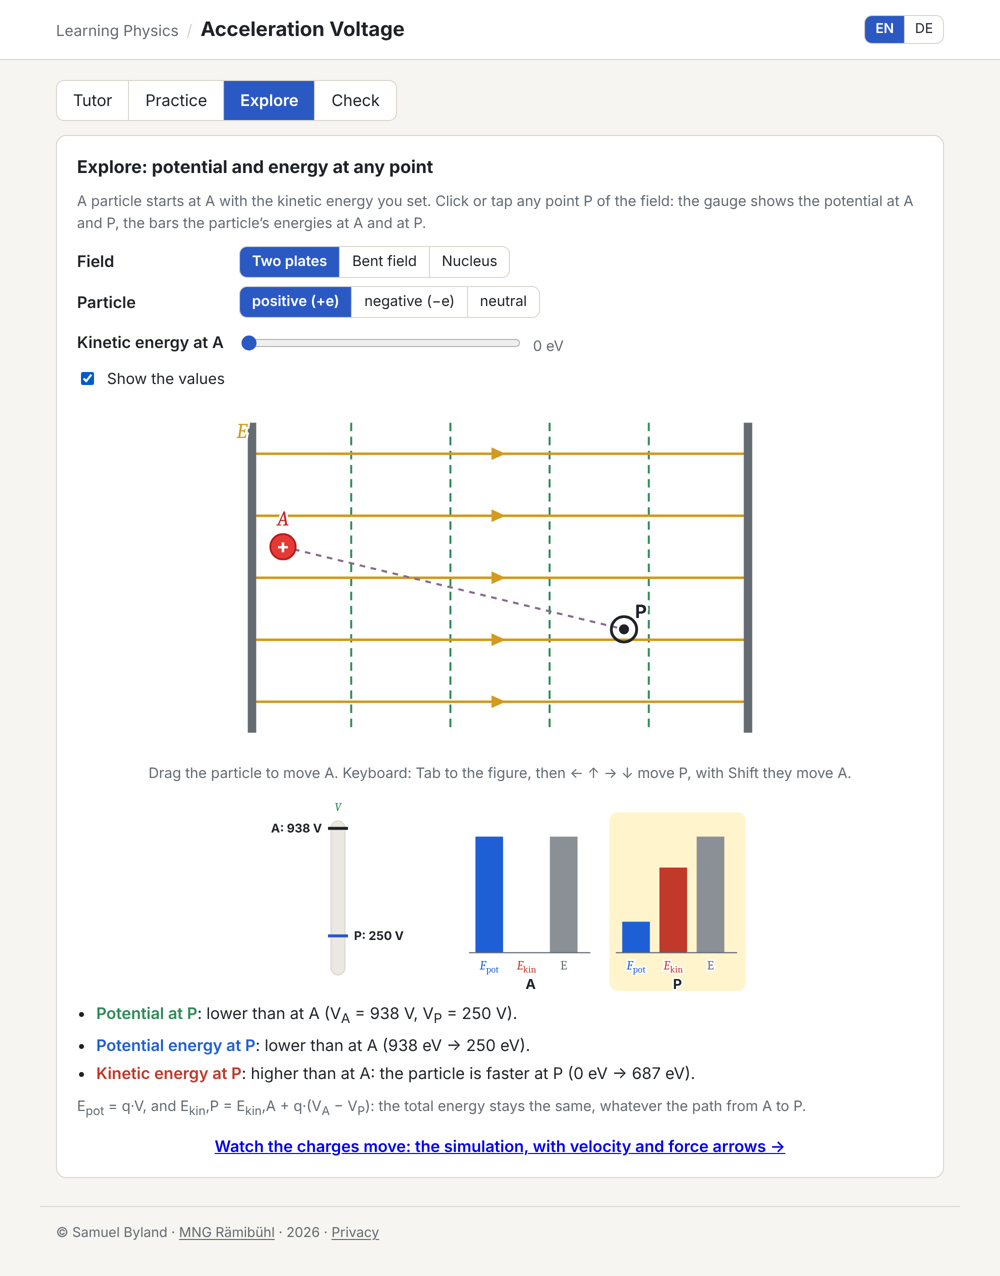 Learning Physics / Acceleration Voltage
EN DE
Tutor Practice Explore Check
Explore: potential and energy at any point
A particle starts at A with the kinetic energy you set. Click or tap any point P of the field: the gauge shows the potential at A
and P, the bars the particle’s energies at A and at P.
Field Two plates Bent field Nucleus
Particle positive (+e) negative (−e) neutral
Kinetic energy at A 0 eV
Show the values
E
A
+
P
Drag the particle to move A. Keyboard: Tab to the figure, then ← ↑ → ↓ move P, with Shift they move A.
V
A: 938 V
P: 250 V
Epot Ekin E
A
Epot Ekin E
P
• Potential at P: lower than at A (VA = 938 V, VP = 250 V).
• Potential energy at P: lower than at A (938 eV → 250 eV).
• Kinetic energy at P: higher than at A: the particle is faster at P (0 eV → 687 eV).
Epot = q·V, and Ekin,P = Ekin,A + q·(VA − VP): the total energy stays the same, whatever the path from A to P.
Watch the charges move: the simulation, with velocity and force arrows →
© Samuel Byland · MNG Rämibühl · 2026 · Privacy